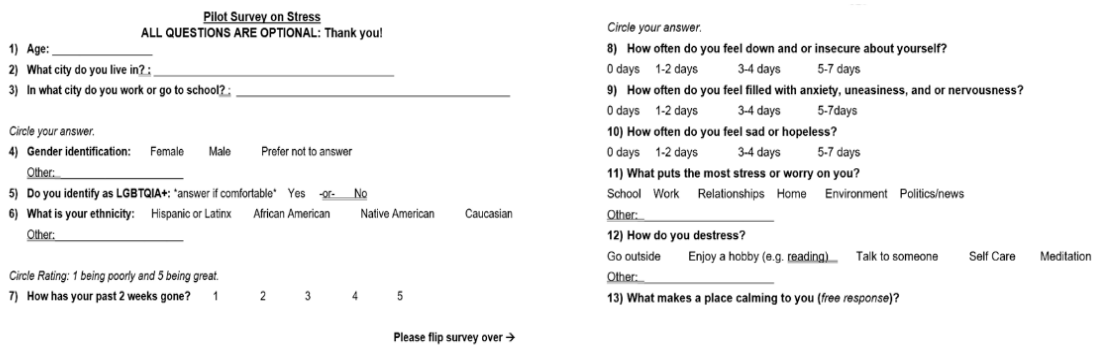 Pilot Survey on Stress
ALL QUESTIONS ARE OPTIONAL: Thank you!
1) Age: ____________
2) What city do you live in? : ____________
3) In what city do you work or go to school? : ____________
Circle your answer.
4) Gender identification: Female Male Prefer not to answer
Other: ____________
5) Do you identify as LGBTQIA+: *answer if comfortable* Yes -or- No
6) What is your ethnicity: Hispanic or Latinx African American Native American Caucasian
Other: ____________
Circle Rating: 1 being poorly and 5 being great.
7) How has your past 2 weeks gone? 1 2 3 4 5
Please flip survey over →
Circle your answer.
8) How often do you feel down and or insecure about yourself?
0 days 1-2 days 3-4 days 5-7 days
9) How often do you feel filled with anxiety, uneasiness, and or nervousness?
0 days 1-2 days 3-4 days 5-7days
10) How often do you feel sad or hopeless?
0 days 1-2 days 3-4 days 5-7 days
11) What puts the most stress or worry on you?
School Work Relationships Home Environment Politics/news
Other: ____________
12) How do you destress?
Go outside Enjoy a hobby (e.g. reading) Talk to someone Self Care Meditation
Other: ____________
13) What makes a place calming to you (free response)?